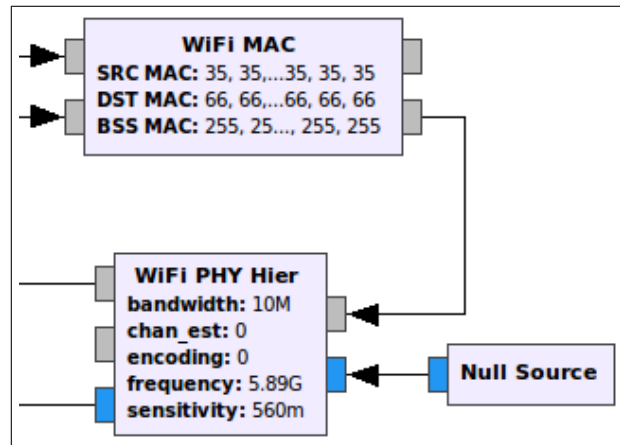 WiFi MAC
SRC MAC: 35, 35,...35, 35, 35
DST MAC: 66, 66,...66, 66, 66
BSS MAC: 255, 25..., 255, 255
WiFi PHY Hier
bandwidth: 10M
chan_est: 0
encoding: 0
frequency: 5.89G
sensitivity: 560m
Null Source